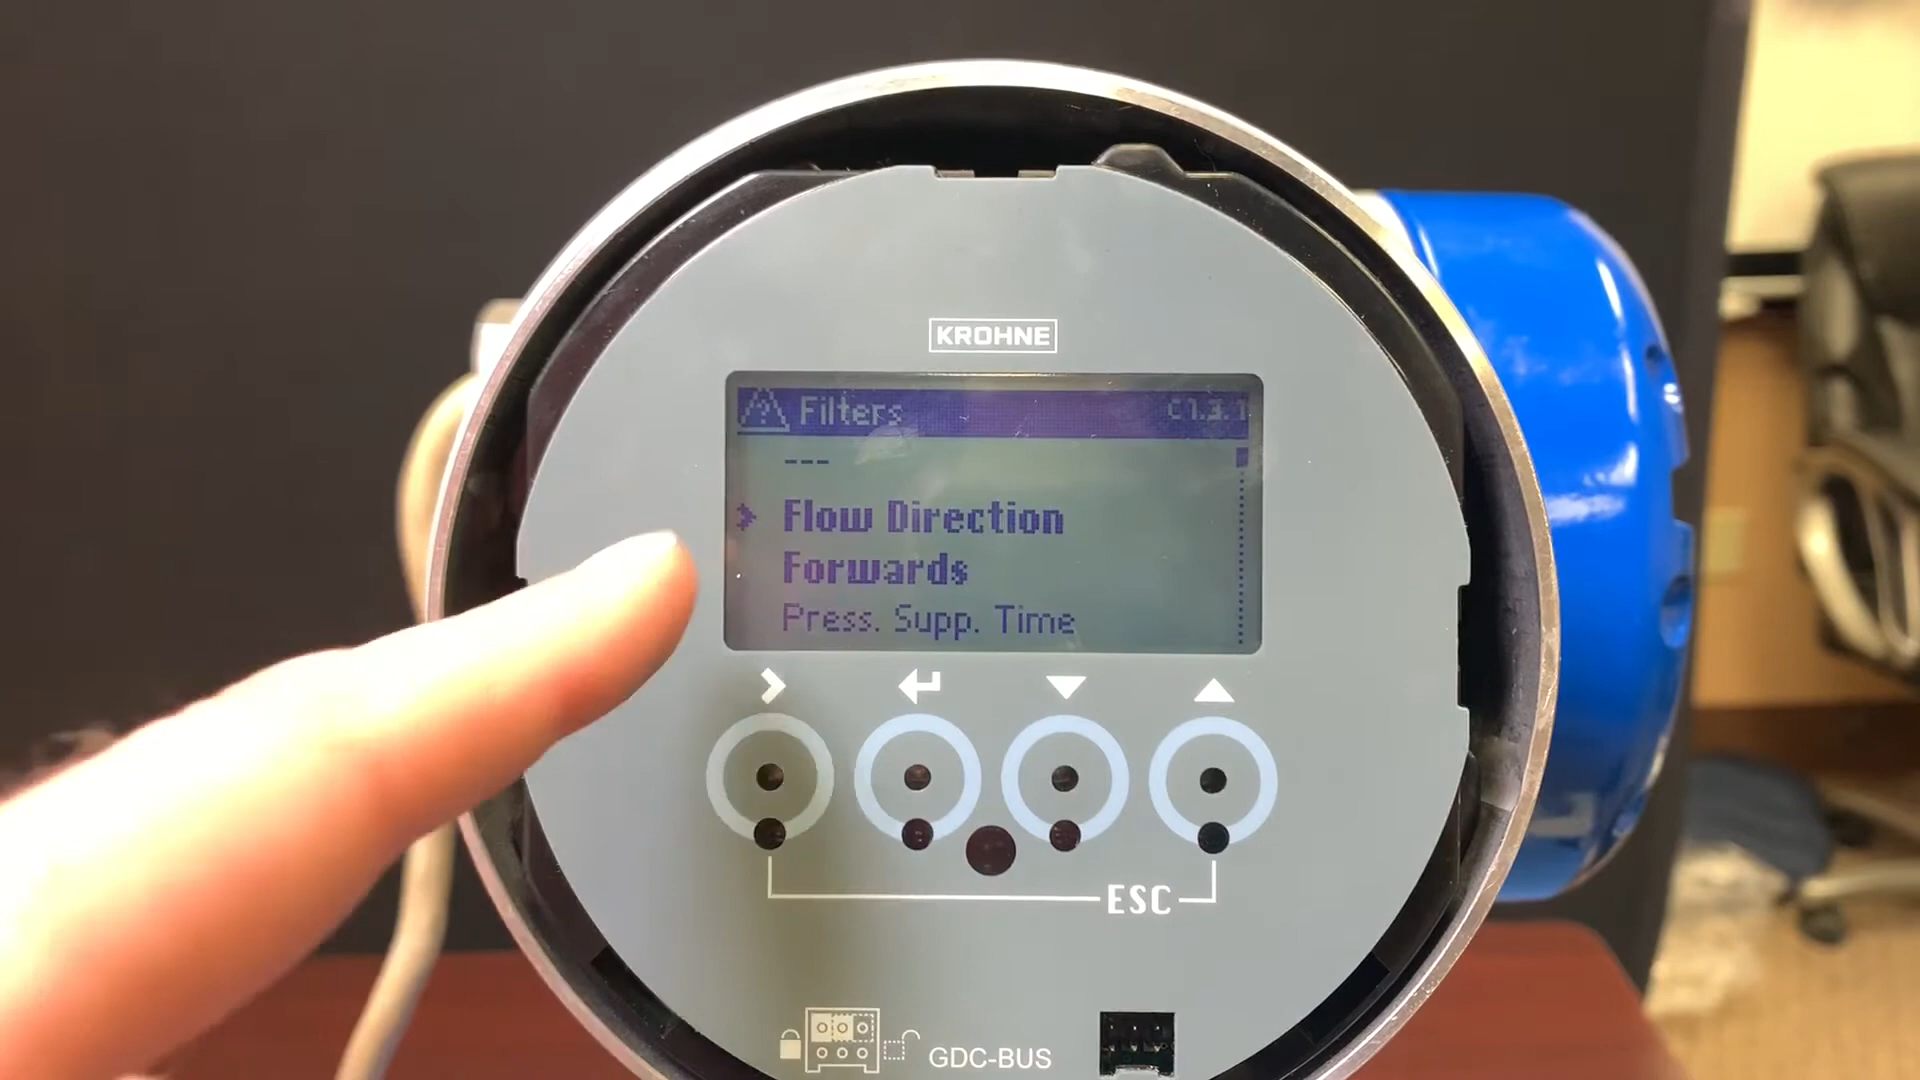 KROHNE
Filters C1.3.1
---
Flow Direction
Forwards
Press. Supp. Time
ESC
GDC-BUS